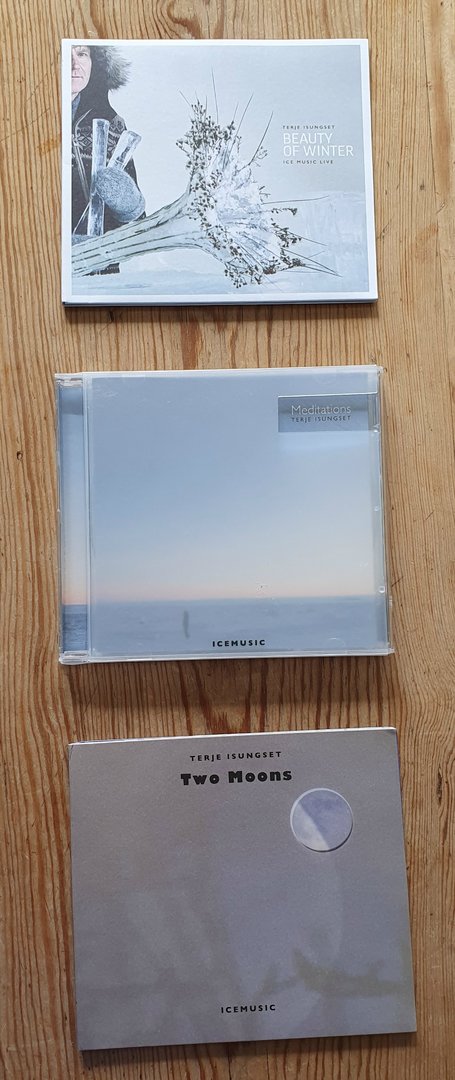 TERJE ISUNGSET
BEAUTY
OF WINTER
ICE MUSIC LIVE
Meditations
TERJE ISUNGSET
ICEMUSIC
TERJE ISUNGSET
Two Moons
ICEMUSIC